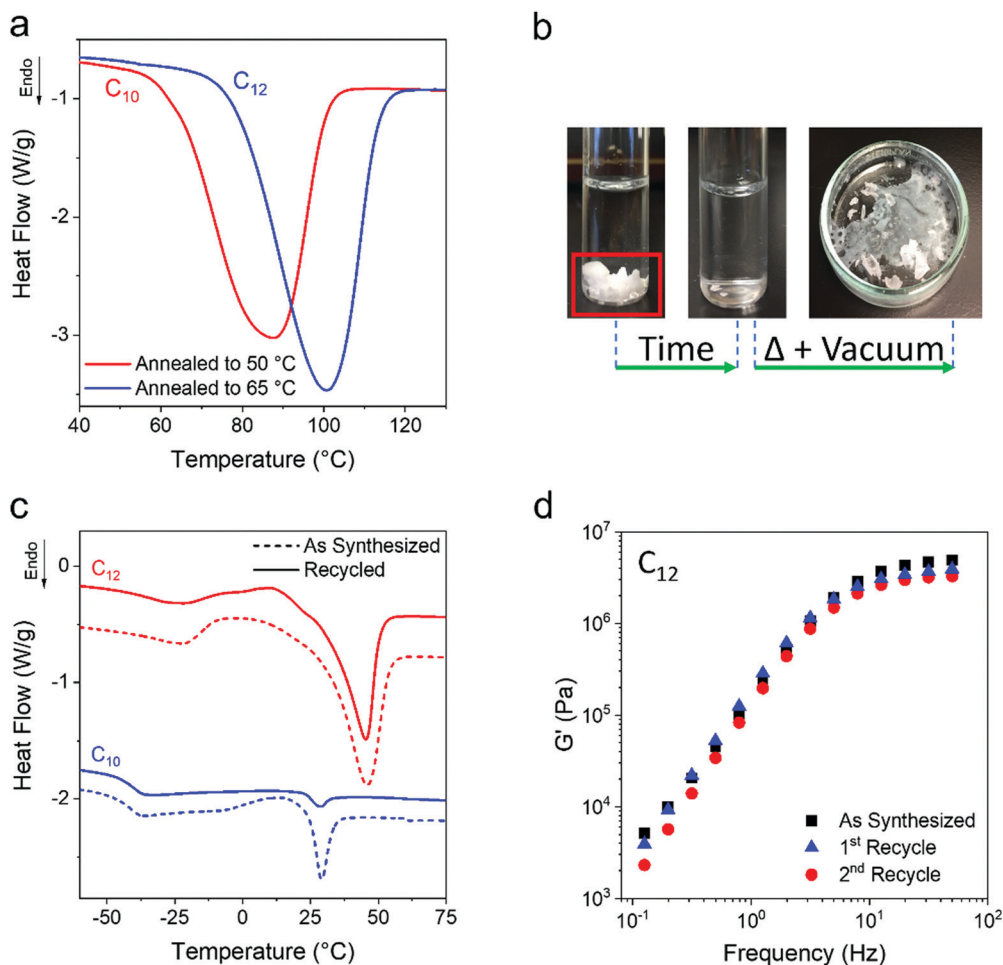 a
Endo
Heat Flow (W/g)
-1
-2
-3
C₁₀
C₁₂
Annealed to 50 °C
Annealed to 65 °C
40 60 80 100 120
Temperature (°C)
b
Time
Δ + Vacuum
c
Endo
Heat Flow (W/g)
0
-1
-2
C₁₂
C₁₀
As Synthesized
Recycled
-50 -25 0 25 50 75
Temperature (°C)
d
C₁₂
G' (Pa)
10⁷
10⁶
10⁵
10⁴
10³
As Synthesized
1ˢᵗ Recycle
2ⁿᵈ Recycle
10⁻¹ 10⁰ 10¹ 10²
Frequency (Hz)